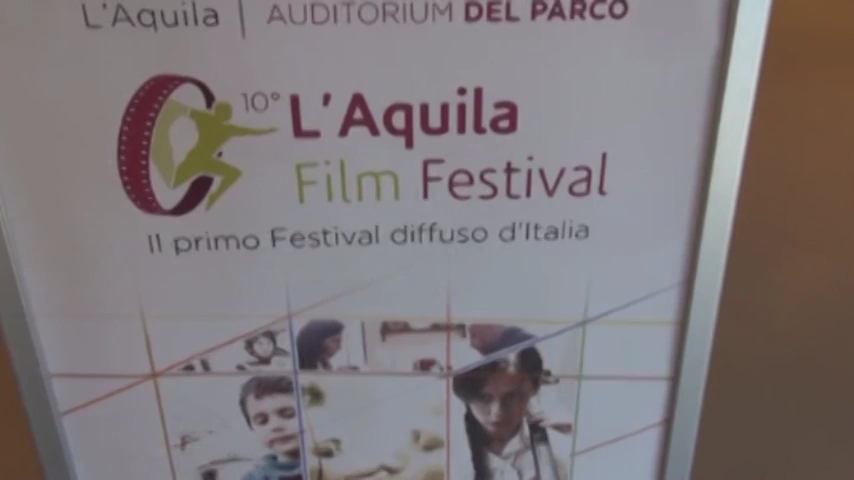 L'Aquila | AUDITORIUM DEL PARCO
10° L'Aquila
Film Festival
Il primo Festival diffuso d'Italia